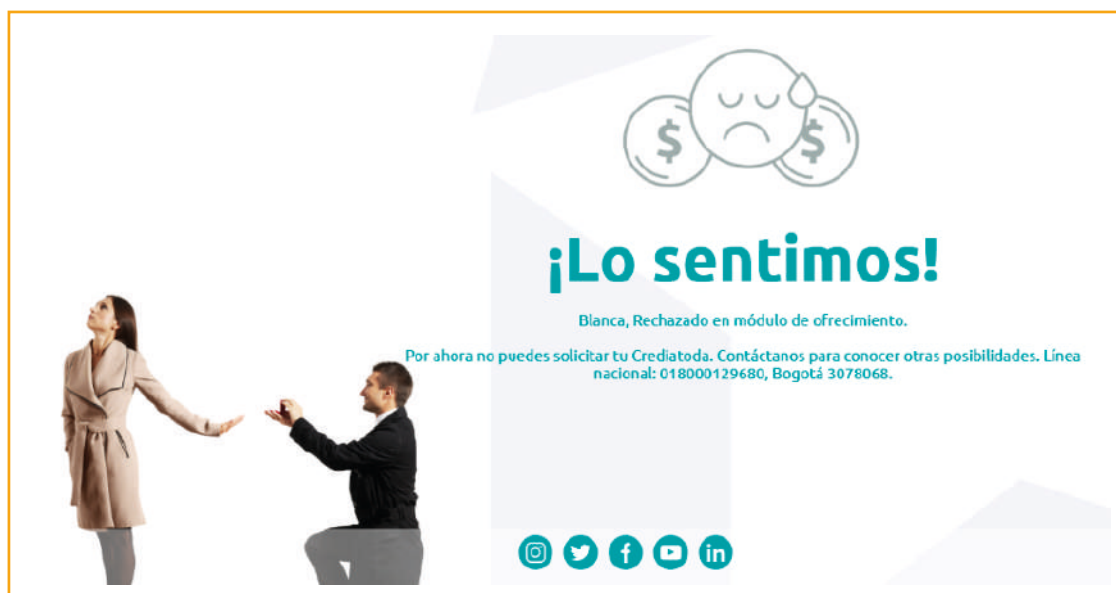 $ $
¡Lo sentimos!
Blanca, Rechazado en módulo de ofrecimiento.
Por ahora no puedes solicitar tu Crediatoda. Contáctanos para conocer otras posibilidades. Línea
nacional: 018000129680, Bogotá 3078068.